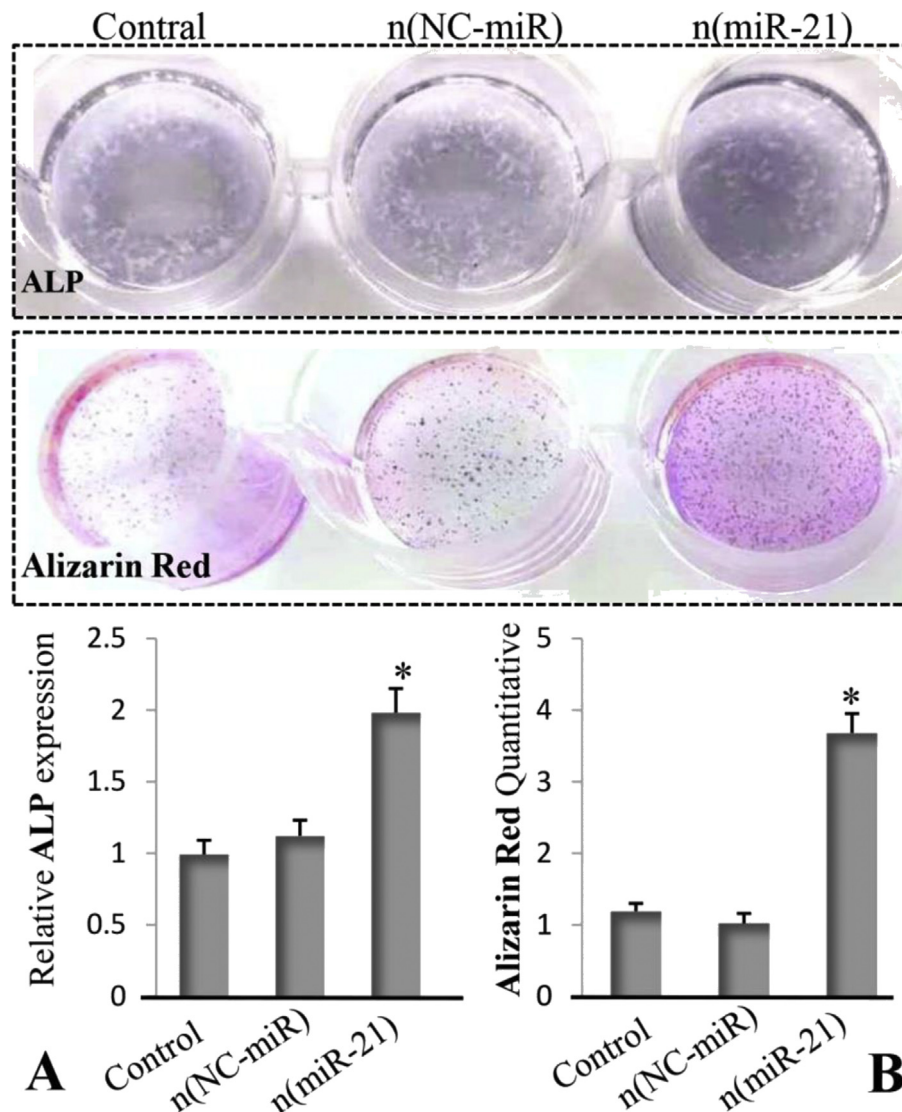 Contral n(NC-miR) n(miR-21)
ALP
Alizarin Red
Relative ALP expression
2.5
2
1.5
1
0.5
0
*
Control
n(NC-miR)
n(miR-21)
A
Alizarin Red Quantitative
5
4
3
2
1
0
*
Control
n(NC-miR)
n(miR-21)
B